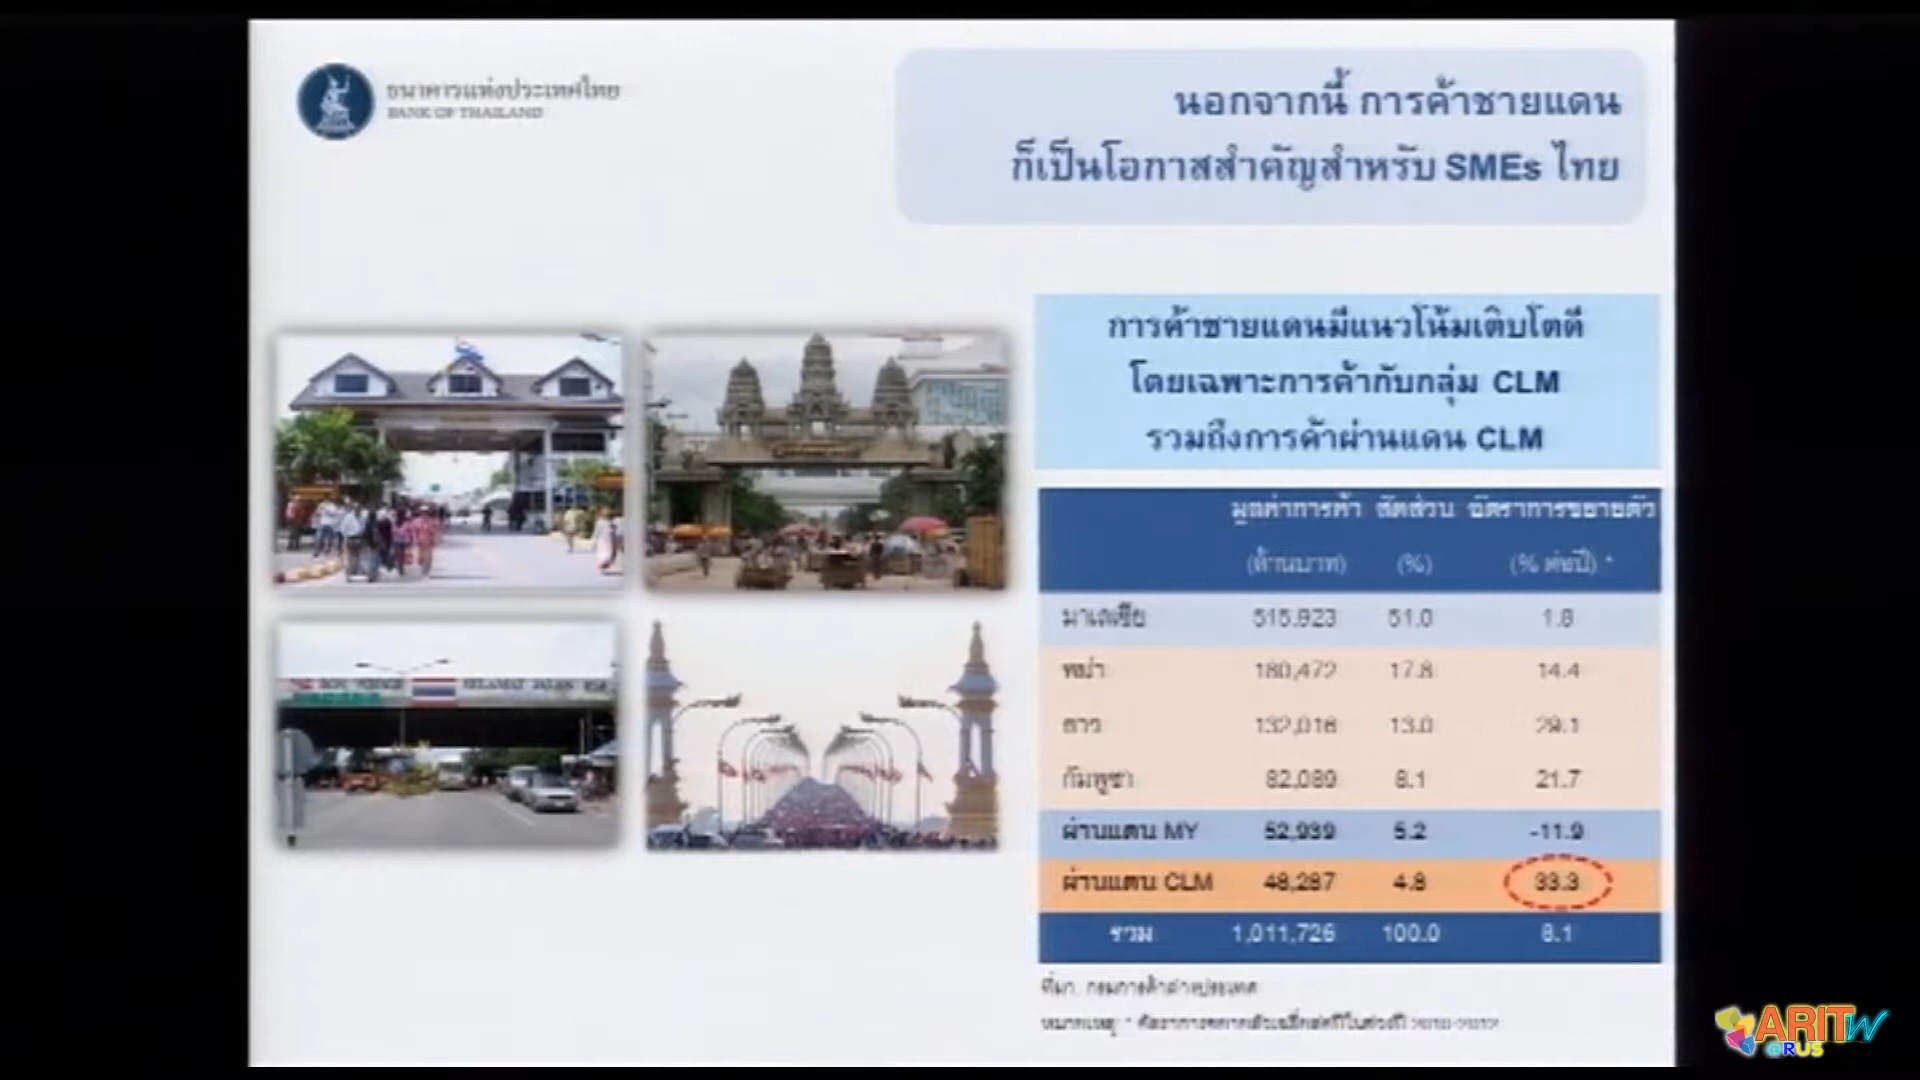 ธนาคารแห่งประเทศไทย
BANK OF THAILAND
นอกจากนี้ การค้าชายแดน
ก็เป็นโอกาสสำคัญสำหรับ SMEs ไทย
การค้าชายแดนมีแนวโน้มเติบโตดี
โดยเฉพาะการค้ากับกลุ่ม CLM
รวมถึงการค้าผ่านแดน CLM
มูลค่าการค้า สัดส่วน อัตราการขยายตัว
(ล้านบาท) (%) (% ต่อปี) *
มาเลเซีย 515,923 51.0 1.8
พม่า 180,472 17.8 14.4
ลาว 132,016 13.0 29.1
กัมพูชา 82,089 8.1 21.7
ผ่านแดน MY 52,939 5.2 -11.9
ผ่านแดน CLM 48,287 4.8 33.3
รวม 1,011,726 100.0 8.1
ที่มา: กรมการค้าต่างประเทศ
หมายเหตุ: *
SELAMAT JALAN
ARITW
@RUS